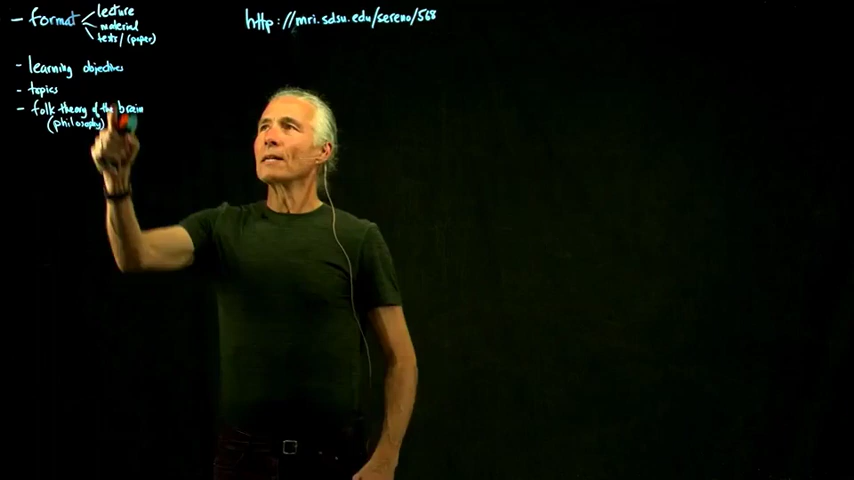 - format < lecture
material
tests/(paper)
http://mri.sdsu.edu/sereno/568
- learning objectives
- topics
- folk theory of the brain
(philosophy)